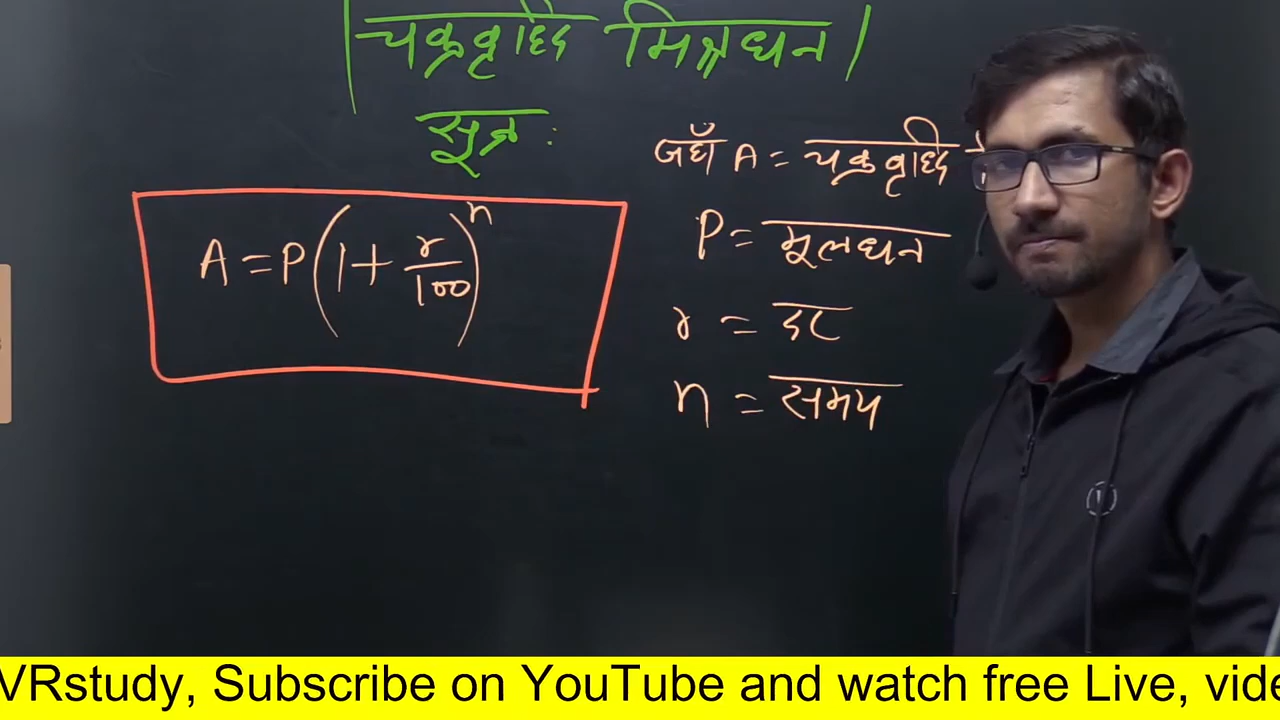 चक्रवृद्धि मिश्रधन
सूत्र :
A = P(1 + r/100)^n
जहाँ A = चक्रवृद्धि
P = मूलधन
r = दर
n = समय
VRstudy, Subscribe on YouTube and watch free Live, vide